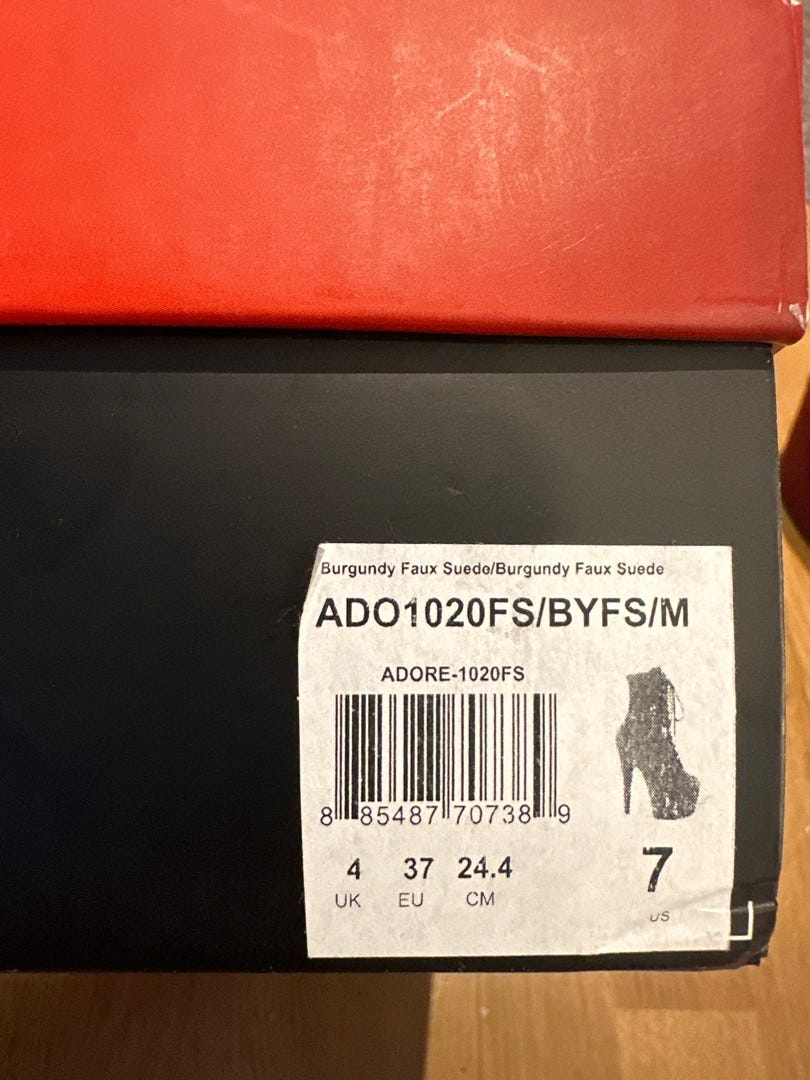 Burgundy Faux Suede/Burgundy Faux Suede
ADO1020FS/BYFS/M
ADORE-1020FS
8 85487 70738 9
4 37 24.4 7
UK EU CM US